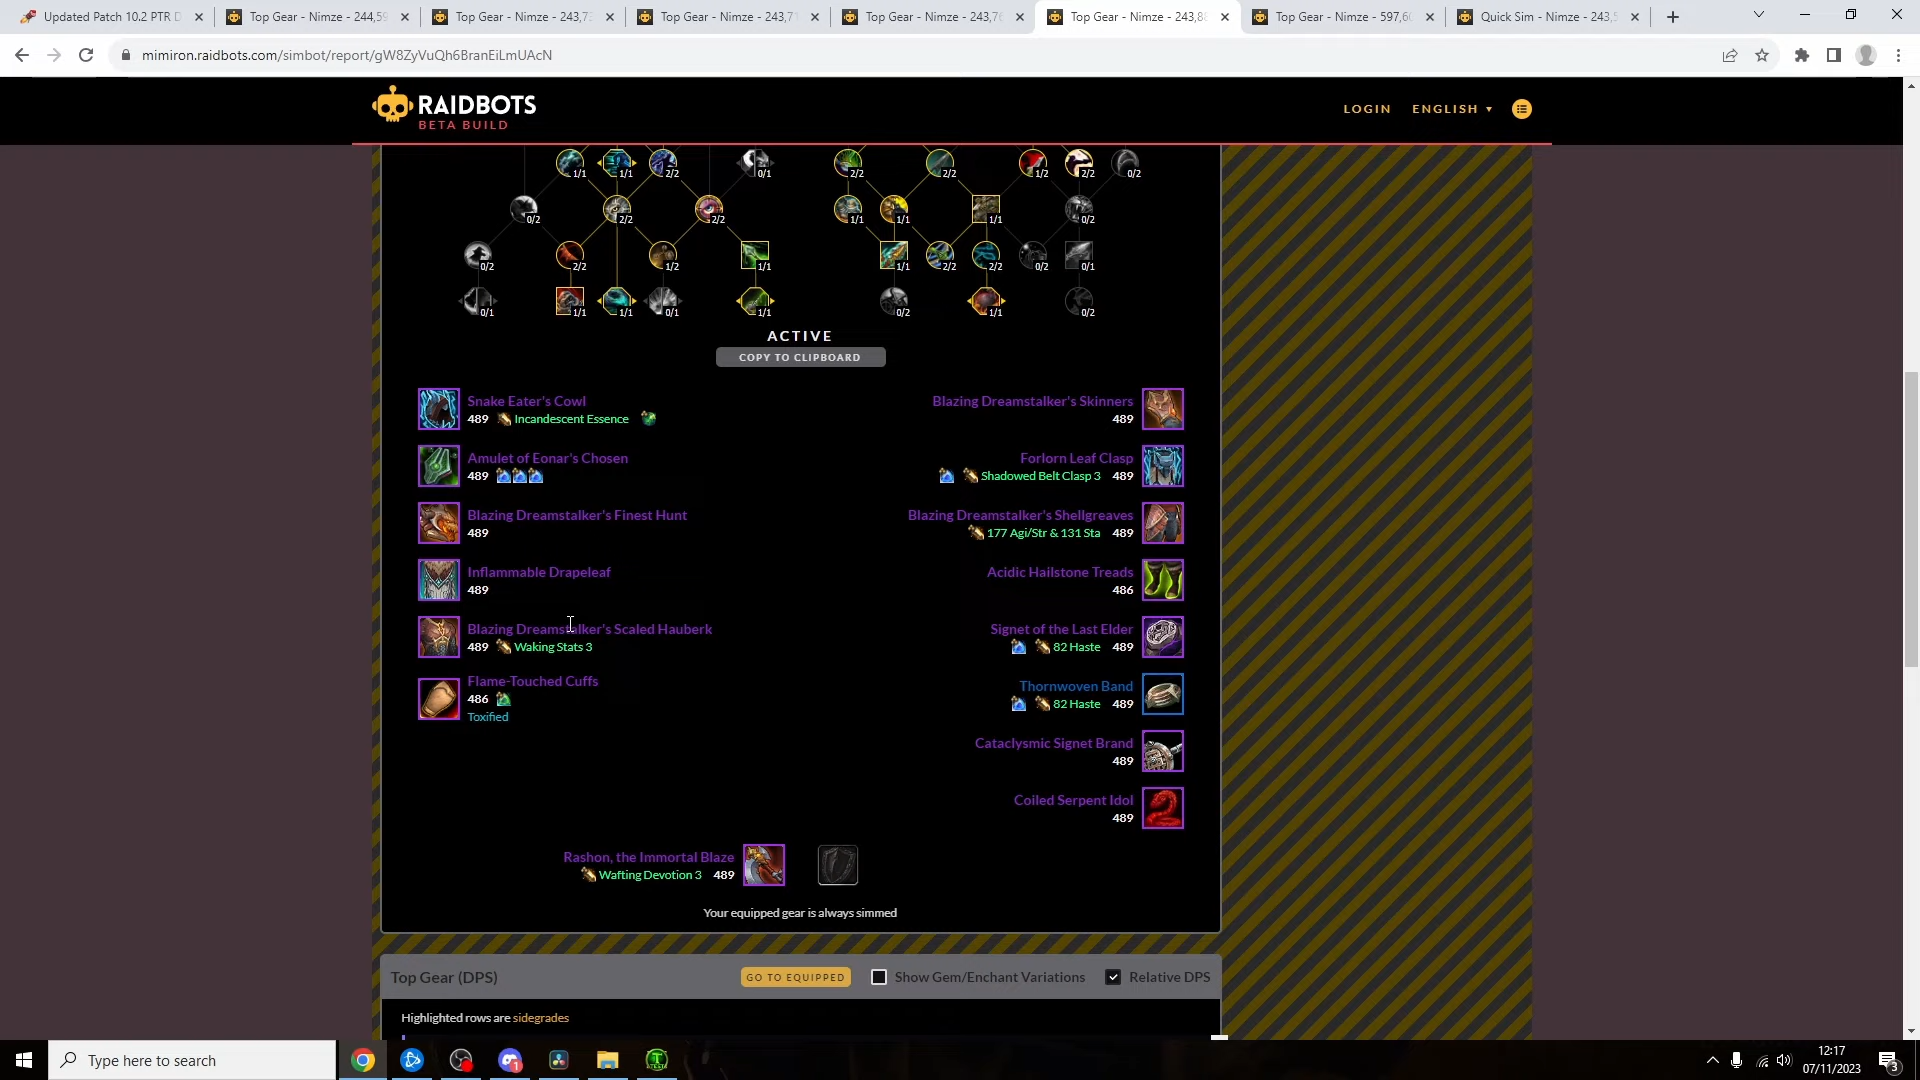 Updated Patch 10.2 PTR D
Top Gear - Nimze - 244,59
Top Gear - Nimze - 243,73
Top Gear - Nimze - 243,71
Top Gear - Nimze - 243,76
Top Gear - Nimze - 243,88
Top Gear - Nimze - 597,60
Quick Sim - Nimze - 243,5
mimiron.raidbots.com/simbot/report/gW8ZyVuQh6BranEiLmUAcN
RAIDBOTS
BETA BUILD
LOGIN
ENGLISH
1/1 1/1 2/2 0/1 2/2 2/2 1/2 2/2 0/2
0/2 2/2 2/2 1/1 1/1 1/1 0/2
0/2 2/2 1/2 1/1 1/1 2/2 2/2 0/2 0/1
0/1 1/1 1/1 0/1 1/1 0/2 1/1 0/2
ACTIVE
COPY TO CLIPBOARD
Snake Eater's Cowl
489 Incandescent Essence
Amulet of Eonar's Chosen
489
Blazing Dreamstalker's Finest Hunt
489
Inflammable Drapeleaf
489
Blazing Dreamstalker's Scaled Hauberk
489 Waking Stats 3
Flame-Touched Cuffs
486
Toxified
Blazing Dreamstalker's Skinners
489
Forlorn Leaf Clasp
Shadowed Belt Clasp 3 489
Blazing Dreamstalker's Shellgreaves
177 Agi/Str & 131 Sta 489
Acidic Hailstone Treads
486
Signet of the Last Elder
82 Haste 489
Thornwoven Band
82 Haste 489
Cataclysmic Signet Brand
489
Coiled Serpent Idol
489
Rashon, the Immortal Blaze
Wafting Devotion 3 489
Your equipped gear is always simmed
Top Gear (DPS)
GO TO EQUIPPED
Show Gem/Enchant Variations
Relative DPS
Highlighted rows are sidegrades
Type here to search
1
12:17
07/11/2023
3